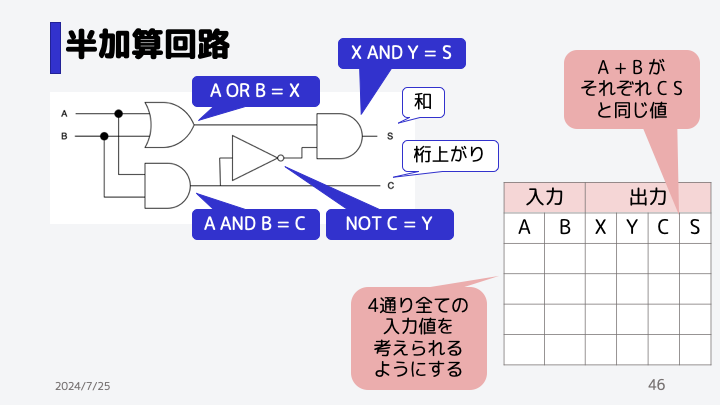 半加算回路
X AND Y = S
A OR B = X
和
A
B
S
桁上がり
C
A AND B = C
NOT C = Y
A + B が
それぞれ C S
と同じ値
入力 出力
A B X Y C S
4通り全ての
入力値を
考えられる
ようにする
2024/7/25
46